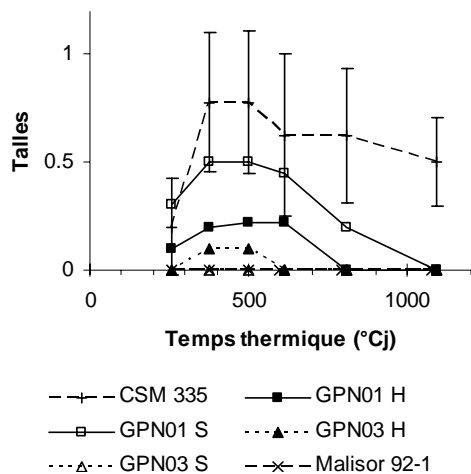 1
Talles
0.5
0
0 500 1000
Temps thermique (°Cj)
CSM 335 GPN01 H
GPN01 S GPN03 H
GPN03 S Malisor 92-1